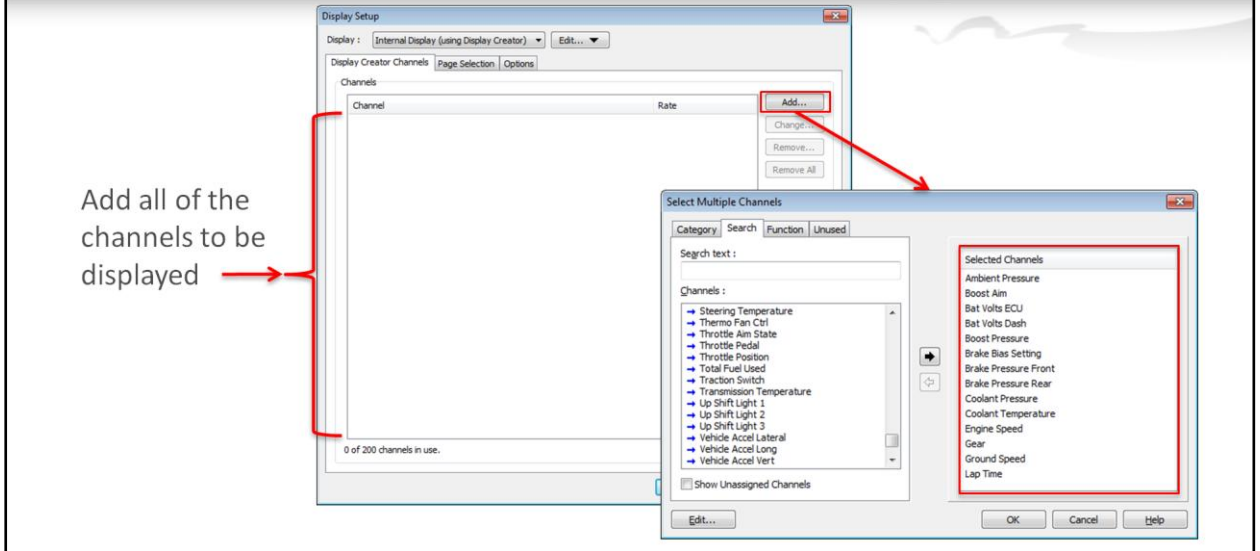 Display Setup
Display : Internal Display (using Display Creator) Edit...
Display Creator Channels Page Selection Options
Channels
Channel Rate
Add...
Change...
Remove...
Remove All
0 of 200 channels in use.
Add all of the
channels to be
displayed
Select Multiple Channels
Category Search Function Unused
Search text :
Channels :
Steering Temperature
Thermo Fan Ctrl
Throttle Aim State
Throttle Pedal
Throttle Position
Total Fuel Used
Traction Switch
Transmission Temperature
Up Shift Light 1
Up Shift Light 2
Up Shift Light 3
Vehicle Accel Lateral
Vehicle Accel Long
Vehicle Accel Vert
Show Unassigned Channels
Selected Channels
Ambient Pressure
Boost Aim
Bat Volts ECU
Bat Volts Dash
Boost Pressure
Brake Bias Setting
Brake Pressure Front
Brake Pressure Rear
Coolant Pressure
Coolant Temperature
Engine Speed
Gear
Ground Speed
Lap Time
Edit... OK Cancel Help